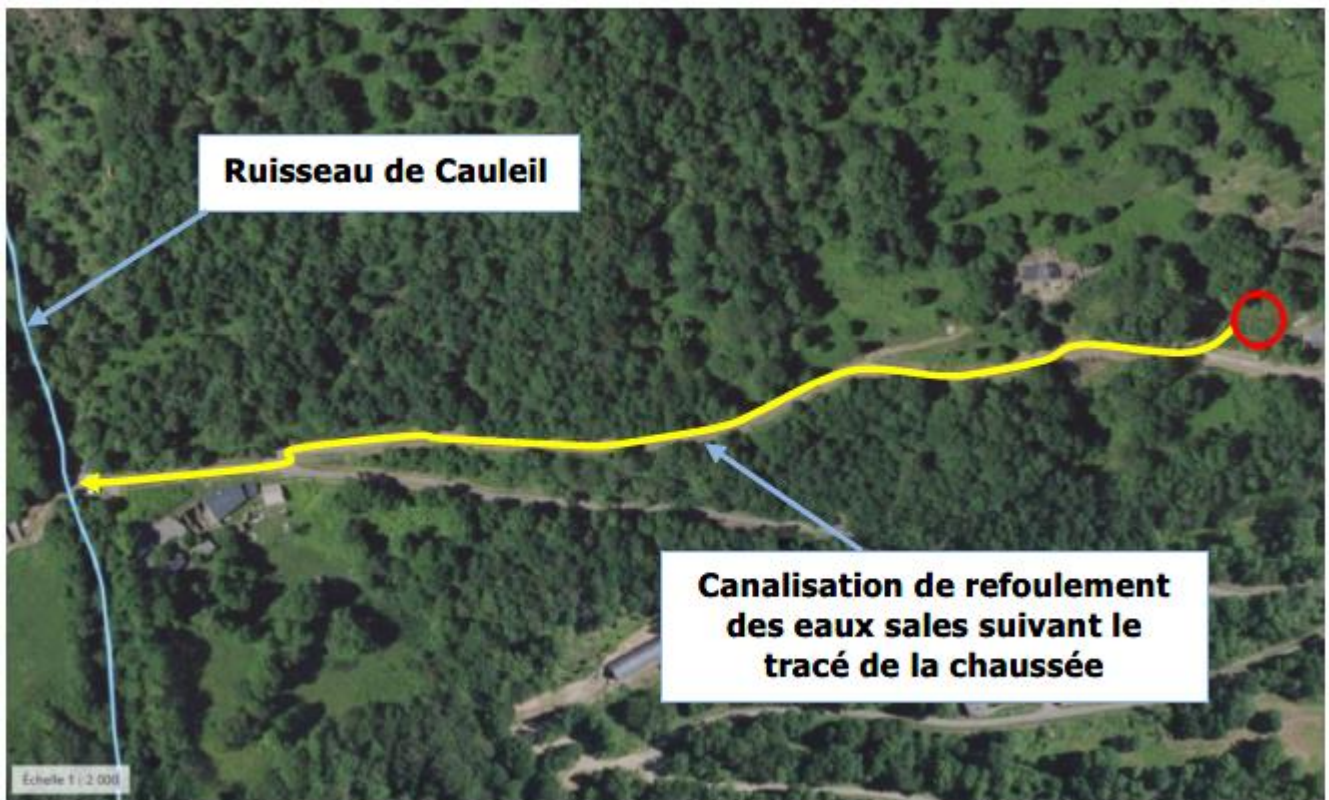 Ruisseau de Cauleil
Canalisation de refoulement
des eaux sales suivant le
tracé de la chaussée
Échelle 1 : 2 000